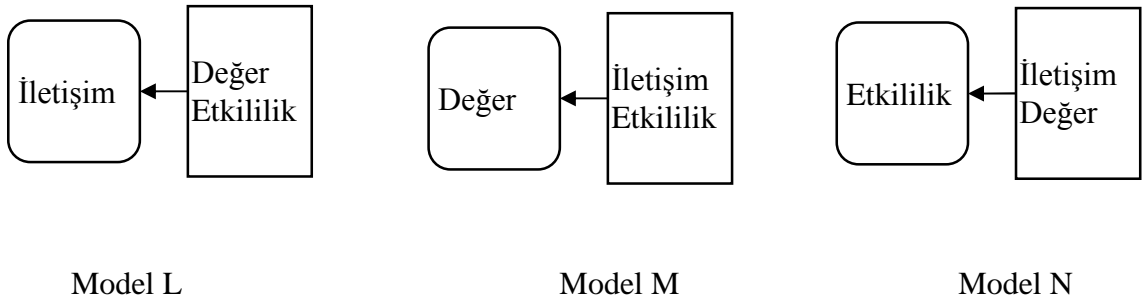 İletişim
Değer
Etkililik
Değer
İletişim
Etkililik
Etkililik
İletişim
Değer
Model L
Model M
Model N